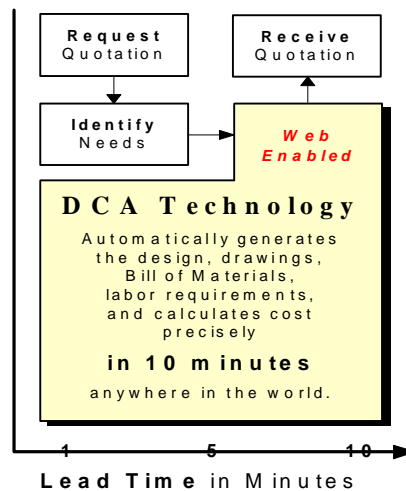 Request
Quotation
Receive
Quotation
Identify
Needs
Web
Enabled
DCA Technology
Automatically generates
the design, drawings,
Bill of Materials,
labor requirements,
and calculates cost
precisely
in 10 minutes
anywhere in the world.
1 5 10
Lead Time in Minutes